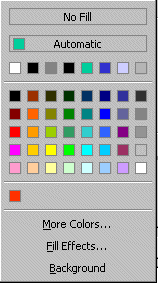 No Fill
Automatic
More Colors...
Fill Effects...
Background